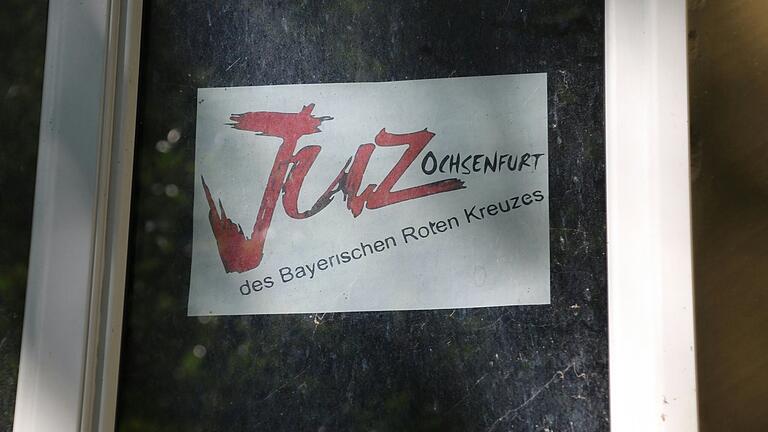 Juz OCHSENFURT
des Bayerischen Roten Kreuzes